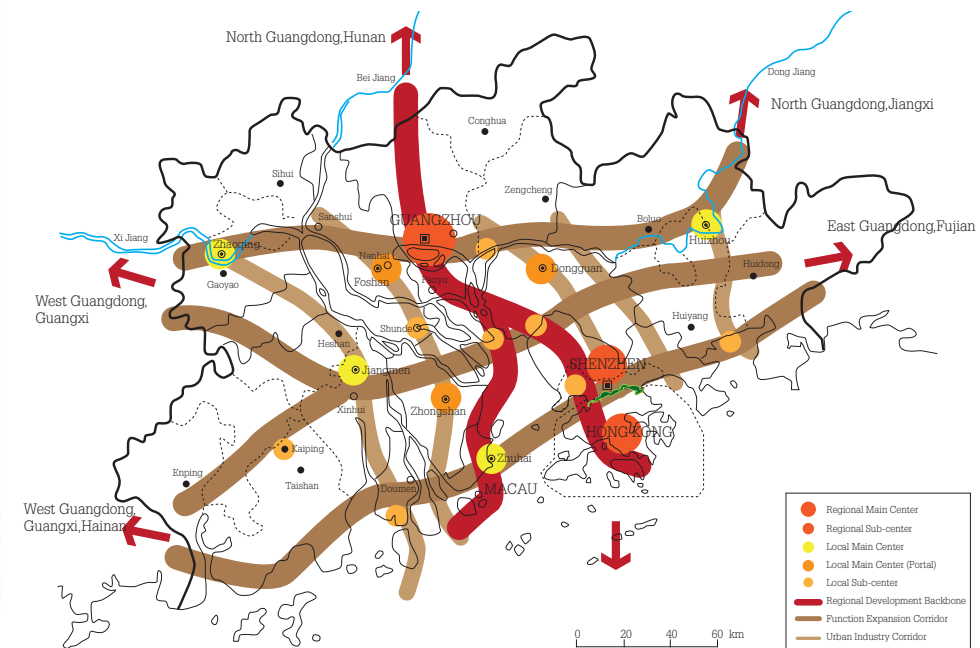 North Guangdong,Hunan
Bei Jiang
Dong Jiang
North Guangdong,Jiangxi
Conghua
Sihui
Zengcheng
Sanshui
GUANGZHOU
Boluo
East Guangdong,Fujian
Xi Jiang
Zhaoqing
Huizhou
Nanhai
Foshan
Dongguan
Huidong
Gaoyao
Panyu
West Guangdong,
Guangxi
Shunde
Huiyang
Heshan
Jiangmen
SHENZHEN
Xinhui
Zhongshan
HONG KONG
Kaiping
Zhuhai
Enping
Taishan
Doumen
MACAU
West Guangdong,
Guangxi,Hainan
Regional Main Center
Regional Sub-center
Local Main Center
Local Main Center (Portal)
Local Sub-center
Regional Development Backbone
Function Expansion Corridor
Urban Industry Corridor
0 20 40 60 km